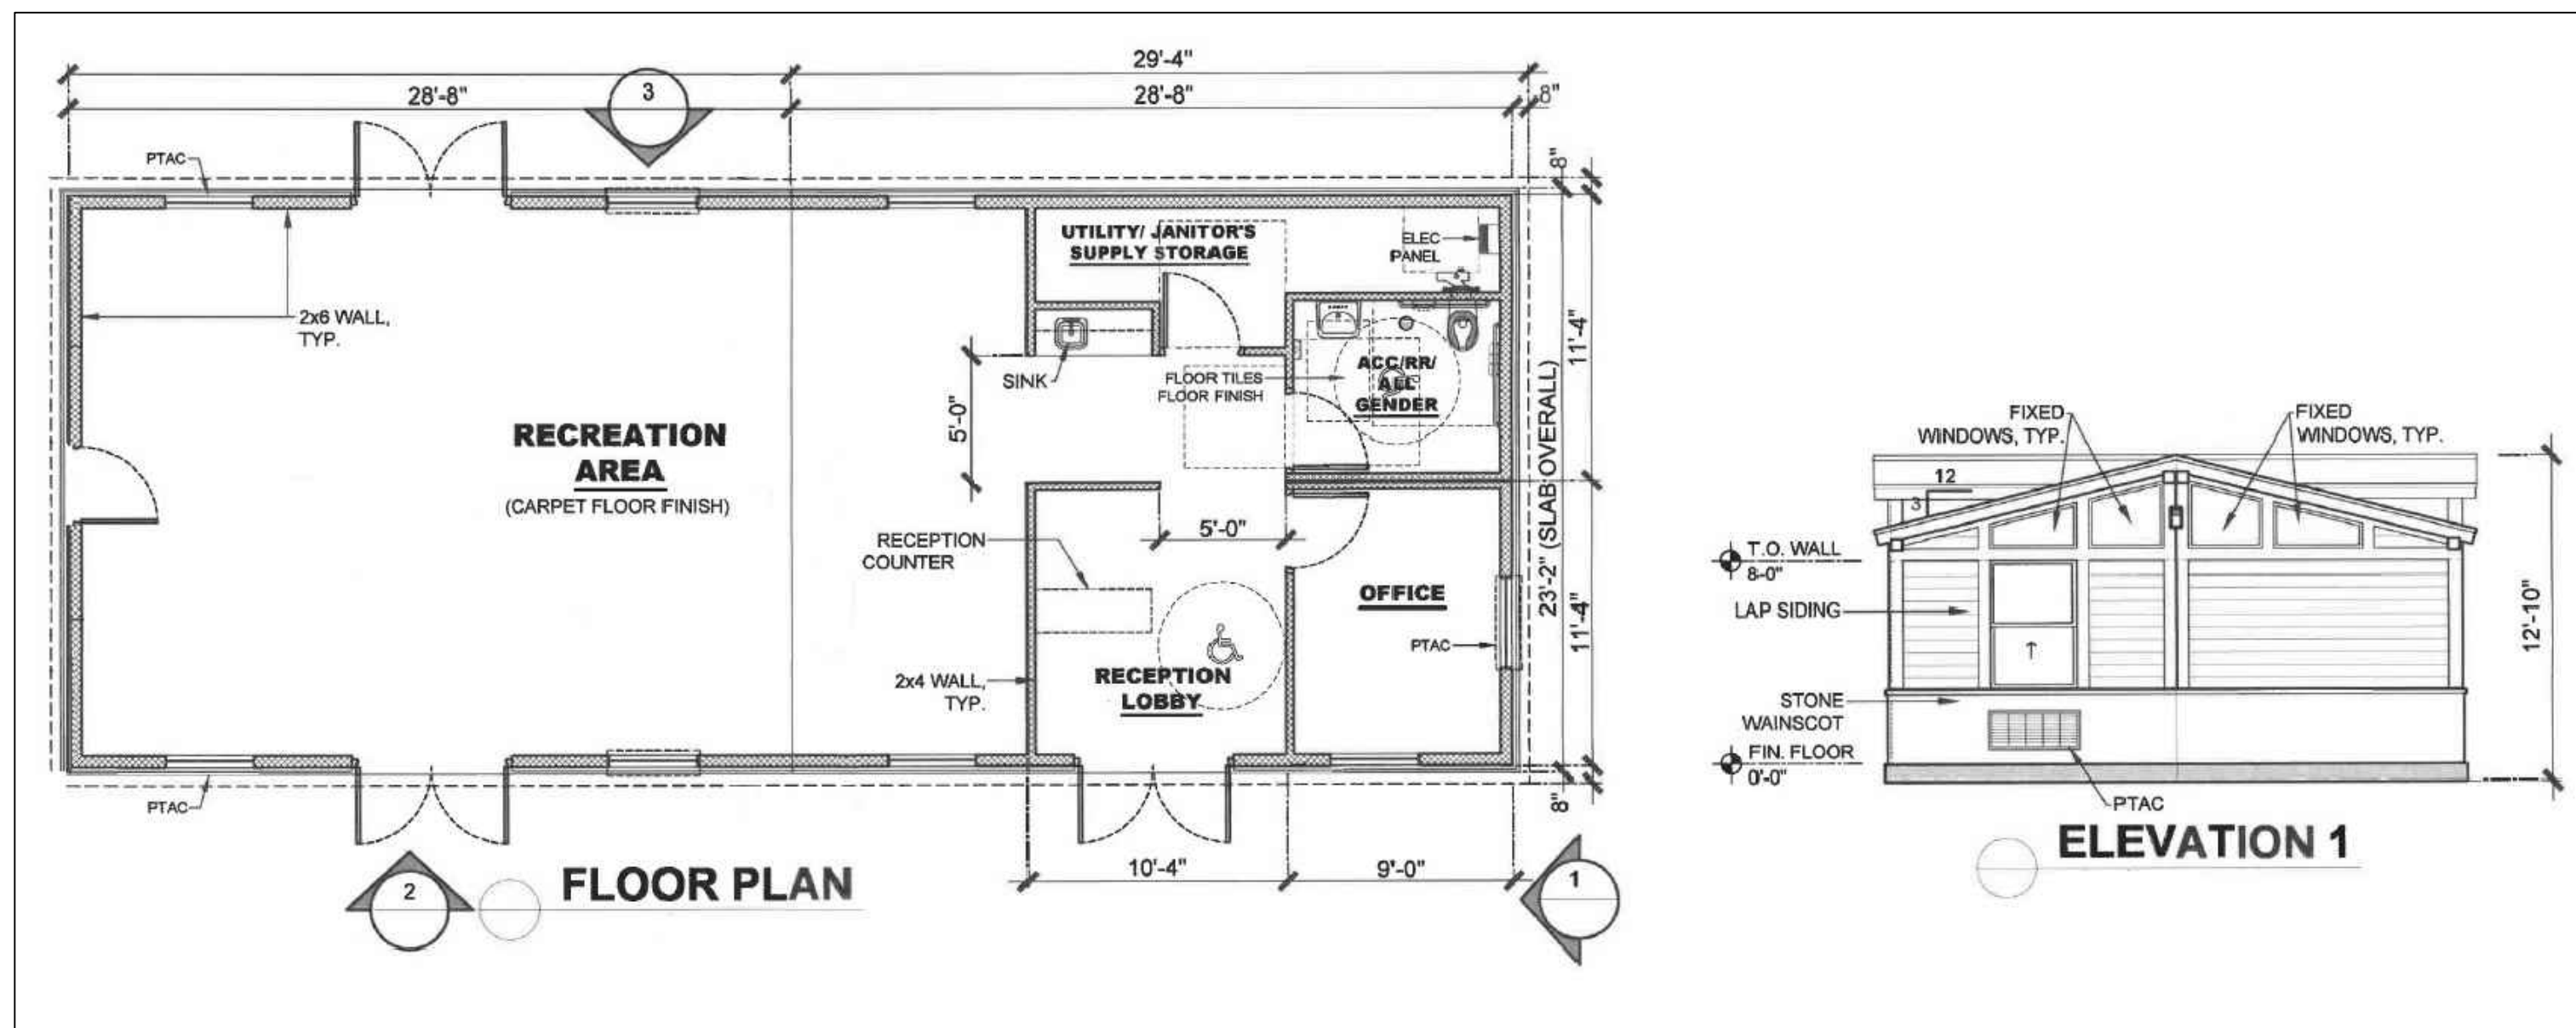 29'-4"
28'-8"
3
28'-8"
8"
PTAC
8"
UTILITY/ JANITOR'S
SUPPLY STORAGE
ELEC
PANEL
2x6 WALL,
TYP.
11'-4"
SINK
FLOOR TILES
FLOOR FINISH
ACC/RR/
ALL
GENDER
5'-0"
RECREATION
AREA
(CARPET FLOOR FINISH)
23'-2" (SLAB OVERALL)
5'-0"
RECEPTION
COUNTER
OFFICE
11'-4"
PTAC
2x4 WALL,
TYP.
RECEPTION
LOBBY
PTAC
8"
10'-4"
9'-0"
2
FLOOR PLAN
1
FIXED
WINDOWS, TYP.
FIXED
WINDOWS, TYP.
12
3
T.O. WALL
8'-0"
LAP SIDING
12'-10"
STONE
WAINSCOT
FIN. FLOOR
0'-0"
PTAC
ELEVATION 1